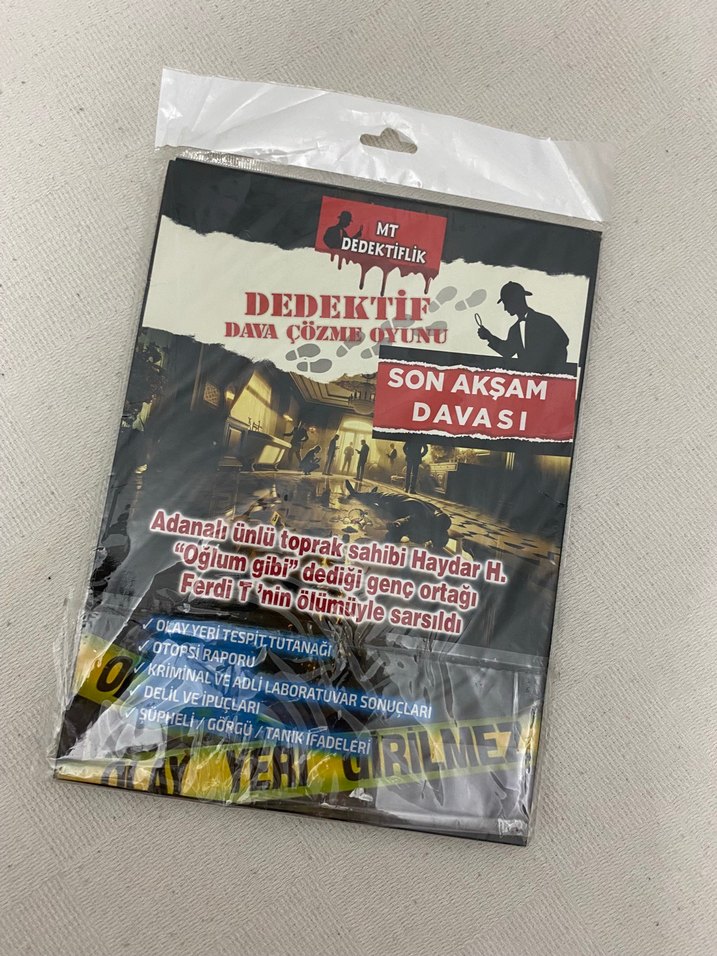 MT
DEDEKTİFLİK
DEDEKTİF
DAVA ÇÖZME OYUNU
SON AKŞAM
DAVASI
Adanalı ünlü toprak sahibi Haydar H.
“Oğlum gibi” dediği genç ortağı
Ferdi T.'nin ölümüyle sarsıldı
✓ OLAY YERİ TESPİT TUTANAĞI
✓ OTOPSİ RAPORU
✓ KRİMİNAL VE ADLİ LABORATUVAR SONUÇLARI
✓ DELİL VE İPUÇLARI
✓ ŞÜPHELİ / GÖRGÜ / TANIK İFADELERİ
OLAY YERİ GİRİLMEZ